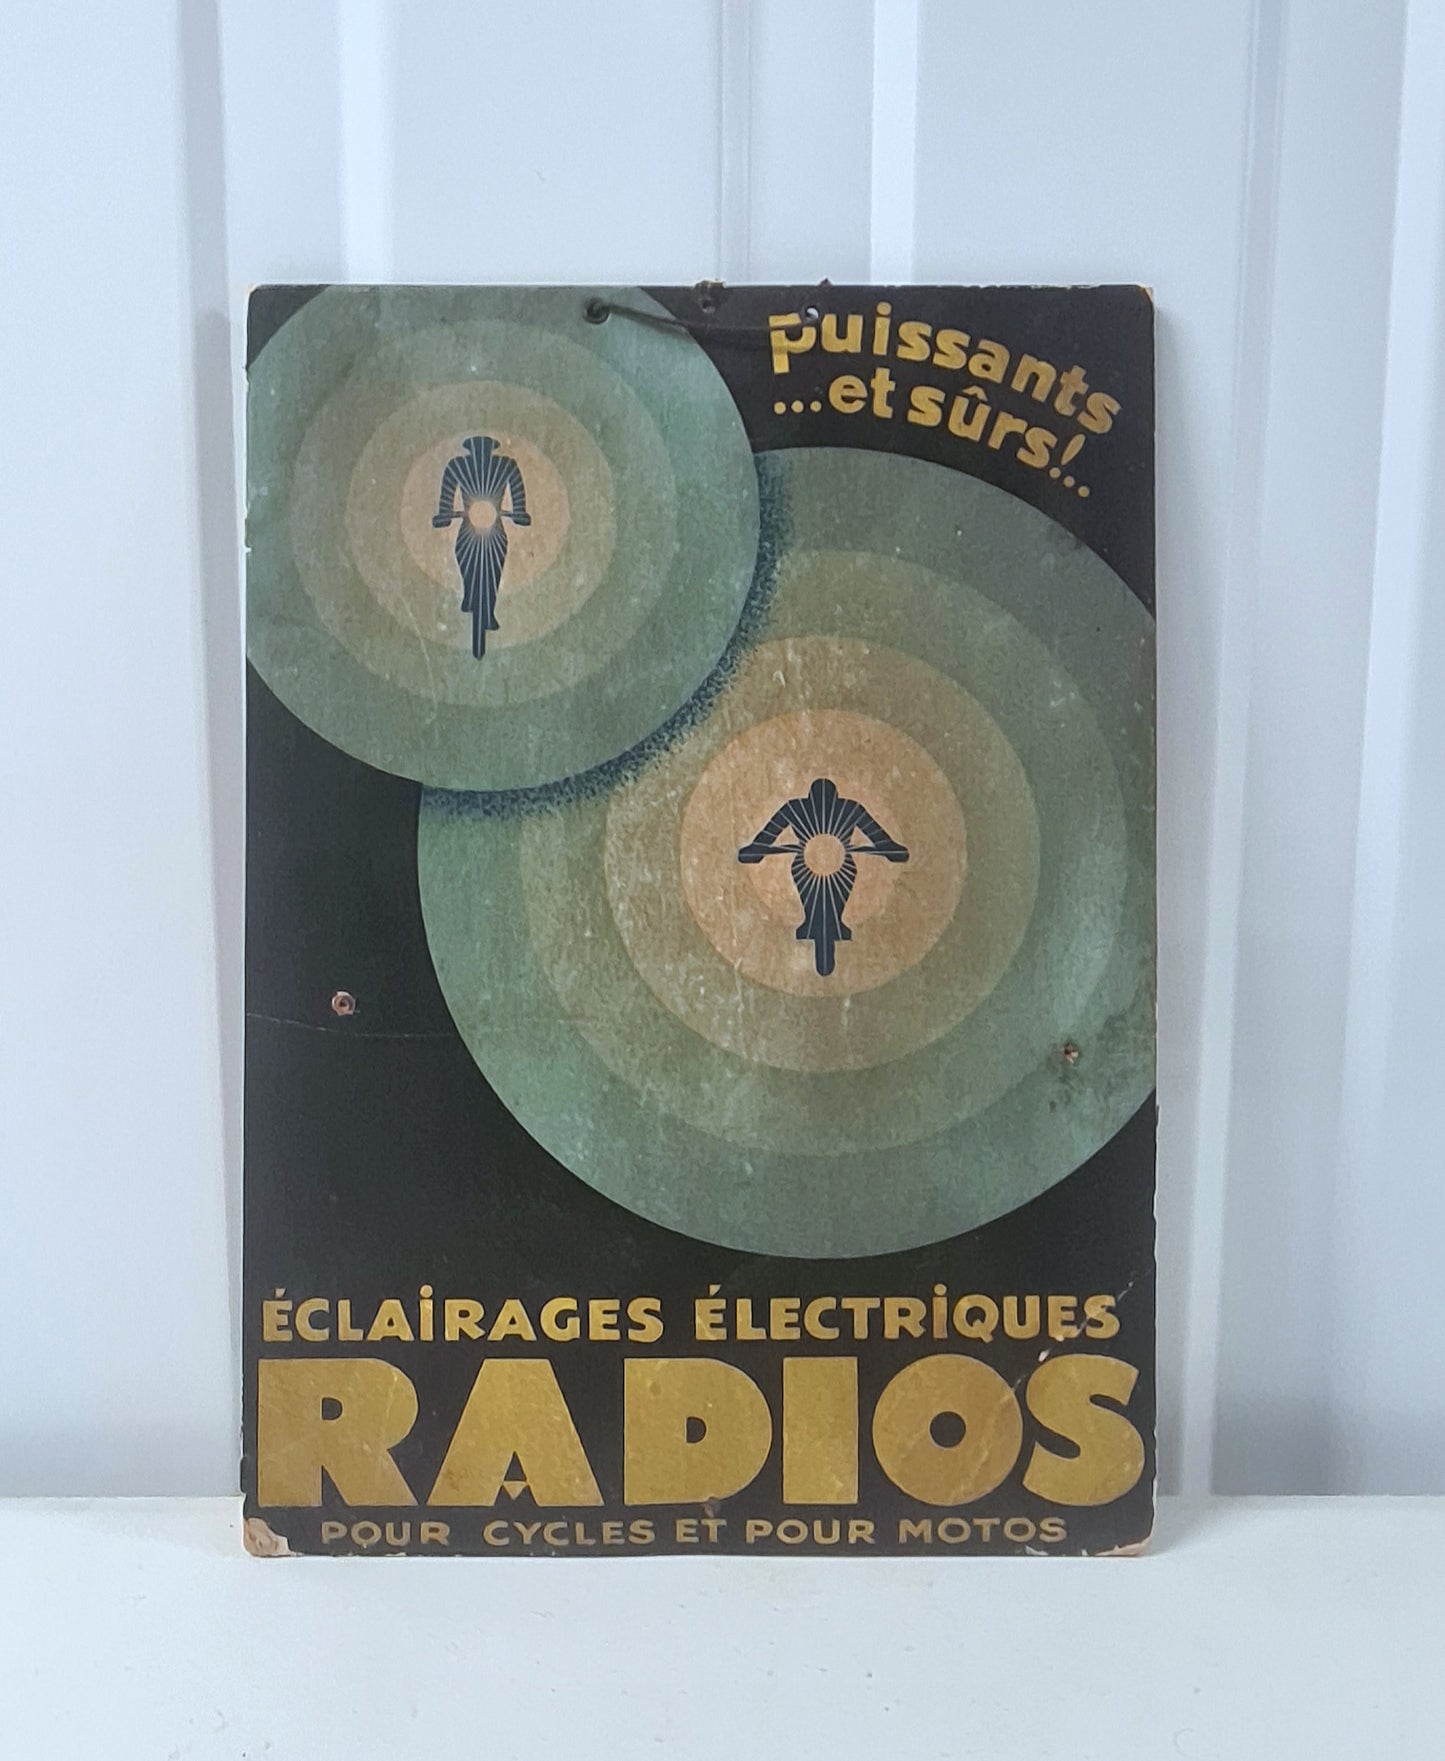 puissants
...et sûrs!...
ÉCLAIRAGES ÉLECTRIQUES
RADIOS
POUR CYCLES ET POUR MOTOS